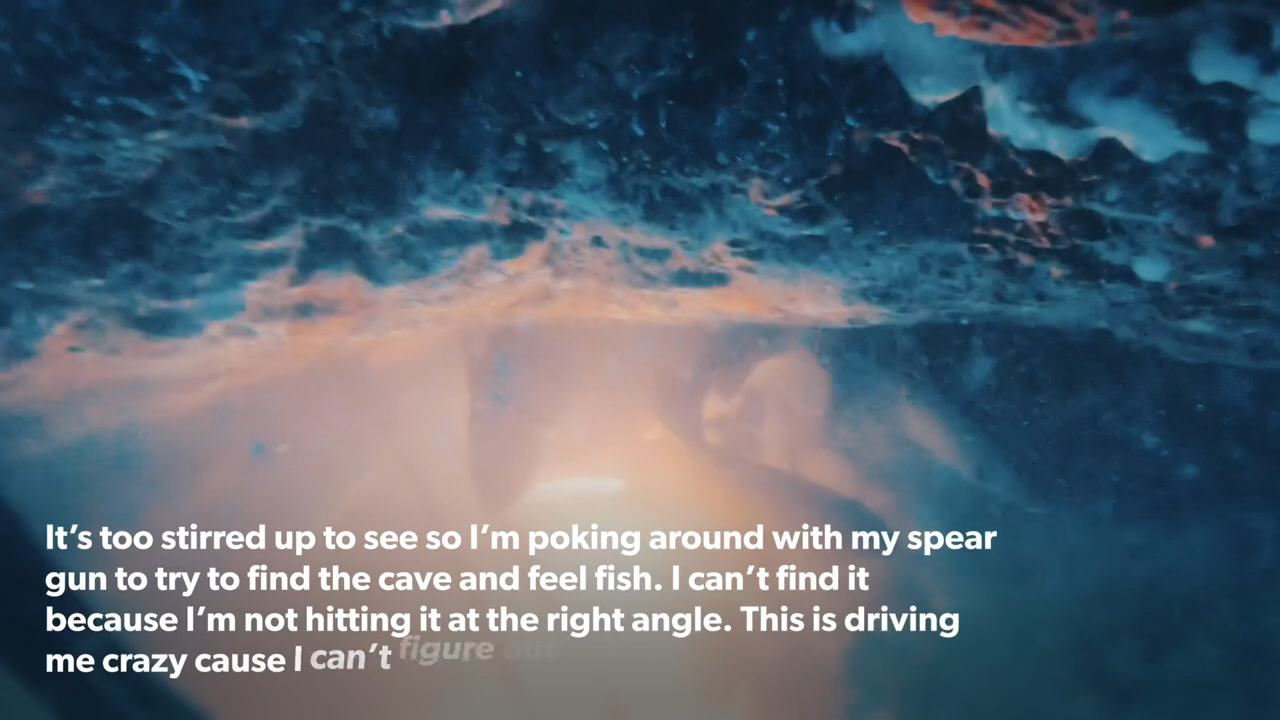 It’s too stirred up to see so I’m poking around with my spear
gun to try to find the cave and feel fish. I can’t find it
because I’m not hitting it at the right angle. This is driving
me crazy cause I can’t figure out